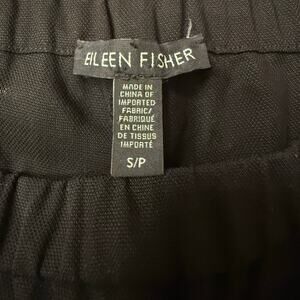 EILEEN FISHER
MADE IN
CHINA OF
IMPORTED
FABRIC/
FABRIQUÉ
EN CHINE
DE TISSUS
IMPORTÉ
S/P